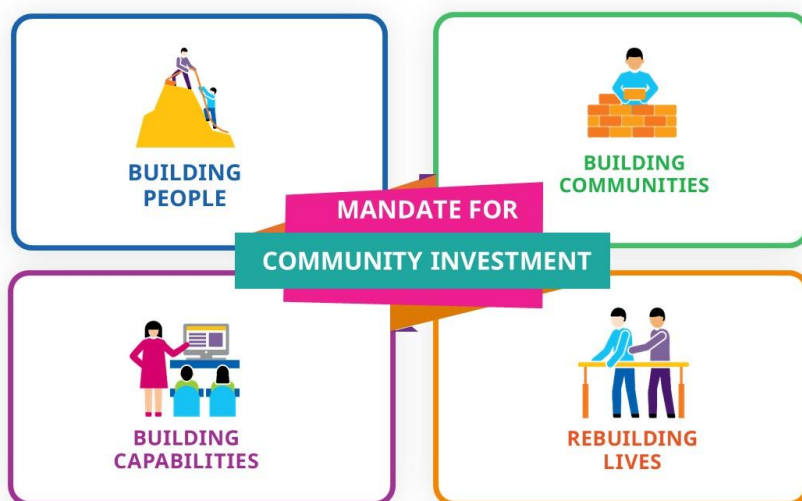 BUILDING
PEOPLE
BUILDING
COMMUNITIES
MANDATE FOR
COMMUNITY INVESTMENT
BUILDING
CAPABILITIES
REBUILDING
LIVES